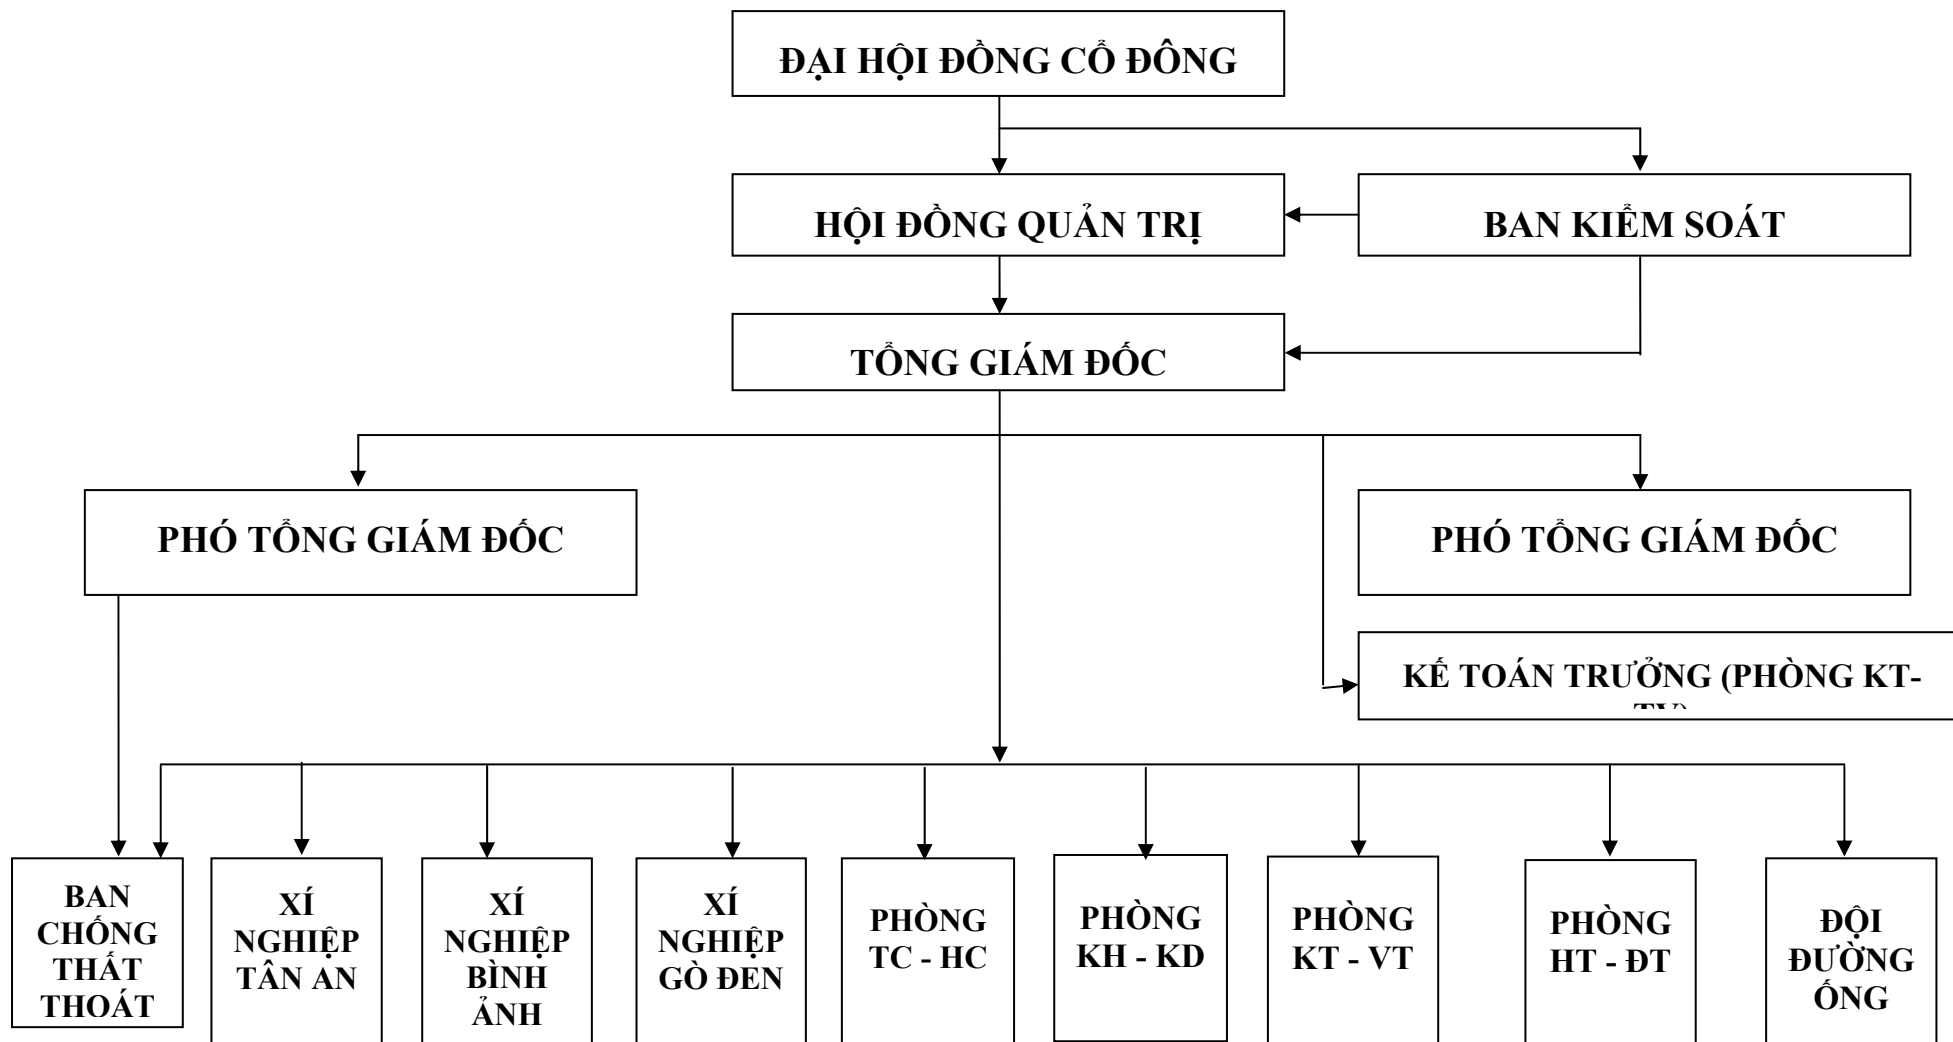 ĐẠI HỘI ĐỒNG CỔ ĐÔNG
HỘI ĐỒNG QUẢN TRỊ
BAN KIỂM SOÁT
TỔNG GIÁM ĐỐC
PHÓ TỔNG GIÁM ĐỐC
PHÓ TỔNG GIÁM ĐỐC
KẾ TOÁN TRƯỞNG (PHÒNG KT-
BAN
CHỐNG
THẤT
THOÁT
XÍ
NGHIỆP
TÂN AN
XÍ
NGHIỆP
BÌNH
ẢNH
XÍ
NGHIỆP
GÒ ĐEN
PHÒNG
TC - HC
PHÒNG
KH - KD
PHÒNG
KT - VT
PHÒNG
HT - ĐT
ĐỘI
ĐƯỜNG
ỐNG